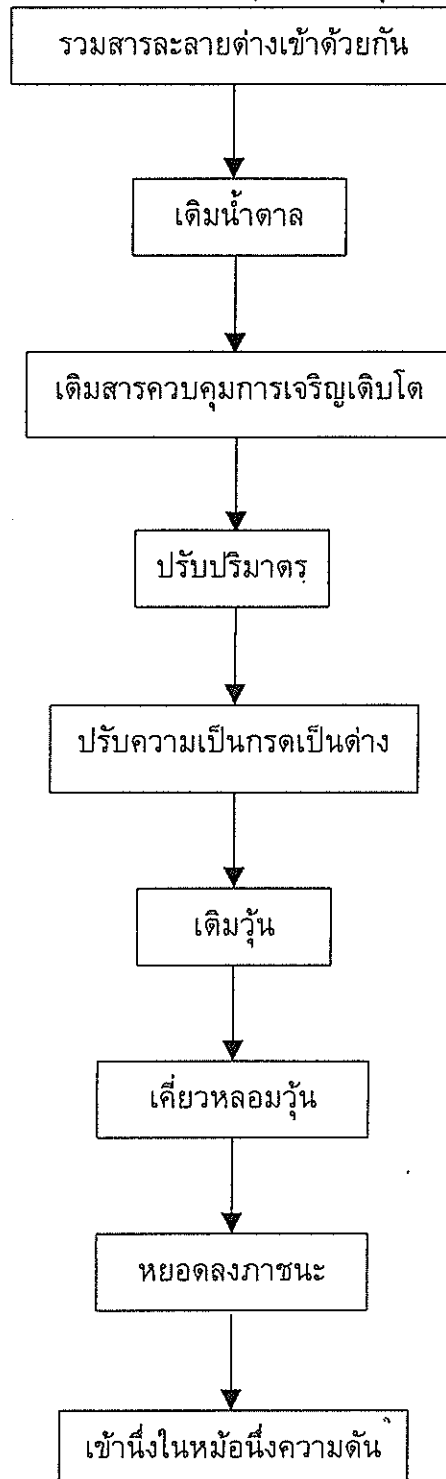 รวมสารละลายต่างเข้าด้วยกัน
เติมน้ำตาล
เติมสารควบคุมการเจริญเติบโต
ปรับปริมาตร
ปรับความเป็นกรดเป็นด่าง
เติมวุ้น
เคี่ยวหลอมวุ้น
หยอดลงภาชนะ
เข้านึ่งในหม้อนึ่งความดัน